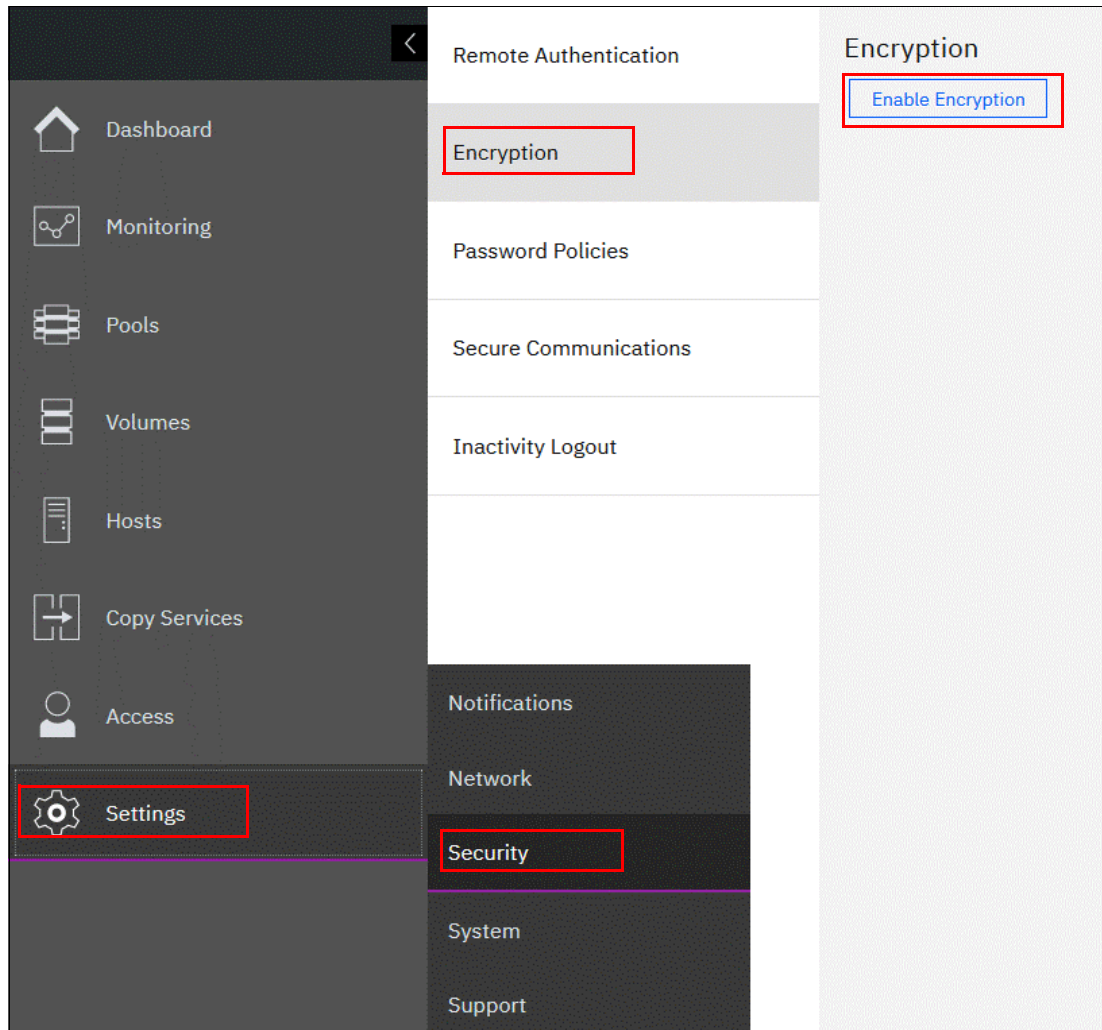 Dashboard
Monitoring
Pools
Volumes
Hosts
Copy Services
Access
Settings
Remote Authentication
Encryption
Password Policies
Secure Communications
Inactivity Logout
Notifications
Network
Security
System
Support
Encryption
Enable Encryption